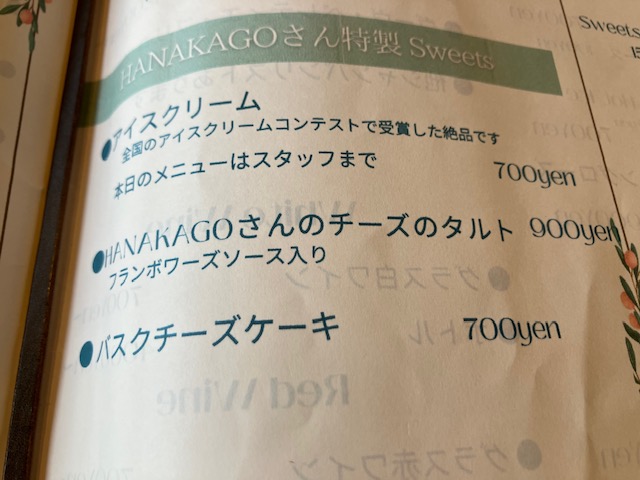 HANAKAGOさん特製 Sweets
●アイスクリーム
全国のアイスクリームコンテストで受賞した絶品です
本日のメニューはスタッフまで 700yen
●HANAKAGOさんのチーズのタルト 900yen
フランボワーズソース入り
●バスクチーズケーキ 700yen
Sweets